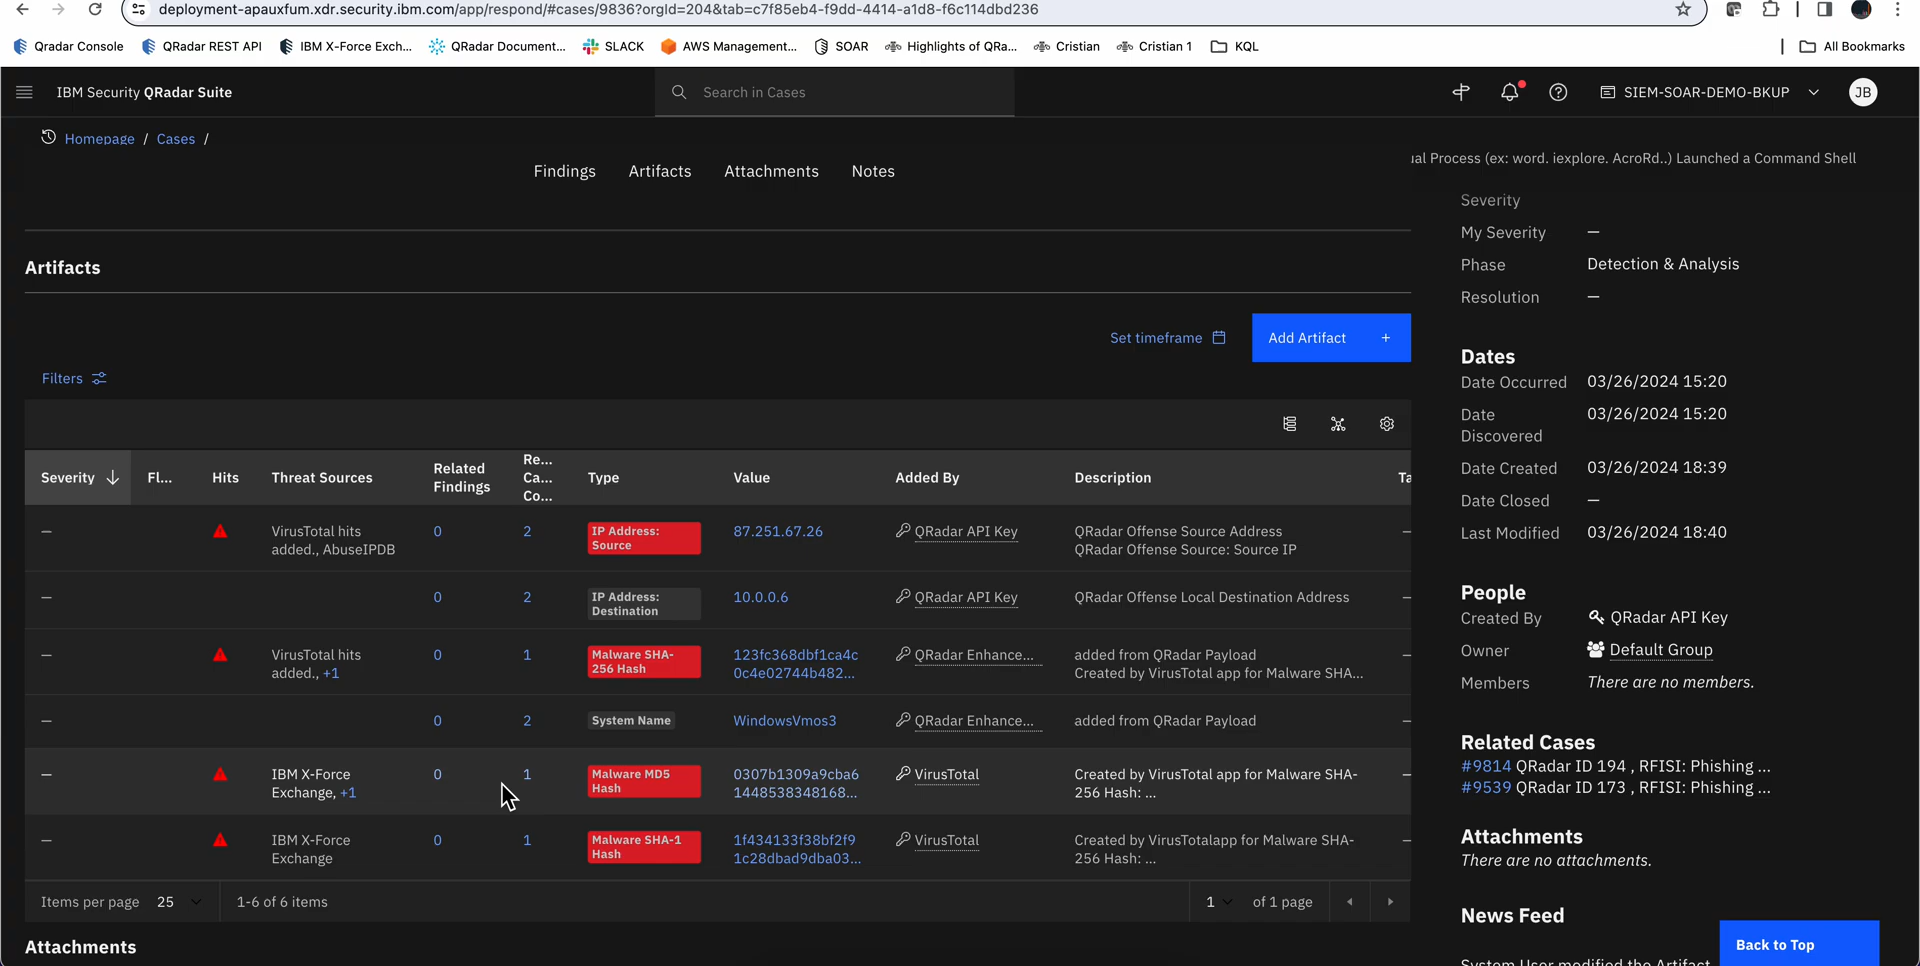 deployment-apauxfum.xdr.security.ibm.com/app/respond/#cases/9836?orgId=204&tab=c7f85eb4-f9dd-4414-a1d8-f6c114dbd236
Qradar Console QRadar REST API IBM X-Force Exch... QRadar Document... SLACK AWS Management... SOAR Highlights of QRa... Cristian Cristian 1 KQL All Bookmarks
IBM Security QRadar Suite Search in Cases SIEM-SOAR-DEMO-BKUP JB
Homepage / Cases /
Findings Artifacts Attachments Notes
Artifacts
Set timeframe Add Artifact +
Filters
Severity Fl... Hits Threat Sources Related Findings Re... Ca... Co... Type Value Added By Description Ta
— VirusTotal hits added., AbuseIPDB 0 2 IP Address: Source 87.251.67.26 QRadar API Key QRadar Offense Source Address QRadar Offense Source: Source IP —
— 0 2 IP Address: Destination 10.0.0.6 QRadar API Key QRadar Offense Local Destination Address —
— VirusTotal hits added., +1 0 1 Malware SHA-256 Hash 123fc368dbf1ca4c 0c4e02744b482... QRadar Enhance... added from QRadar Payload Created by VirusTotal app for Malware SHA... —
— 0 2 System Name WindowsVmos3 QRadar Enhance... added from QRadar Payload —
— IBM X-Force Exchange, +1 0 1 Malware MD5 Hash 0307b1309a9cba6 1448538348168... VirusTotal Created by VirusTotal app for Malware SHA-256 Hash: ... —
— IBM X-Force Exchange 0 1 Malware SHA-1 Hash 1f434133f38bf2f9 1c28dbad9dba03... VirusTotal Created by VirusTotalapp for Malware SHA-256 Hash: ... —
Items per page 25 1-6 of 6 items 1 of 1 page
Attachments
ual Process (ex: word. iexplore. AcroRd..) Launched a Command Shell
Severity
My Severity —
Phase Detection & Analysis
Resolution —
Dates
Date Occurred 03/26/2024 15:20
Date Discovered 03/26/2024 15:20
Date Created 03/26/2024 18:39
Date Closed —
Last Modified 03/26/2024 18:40
People
Created By QRadar API Key
Owner Default Group
Members There are no members.
Related Cases
#9814 QRadar ID 194 , RFISI: Phishing ...
#9539 QRadar ID 173 , RFISI: Phishing ...
Attachments
There are no attachments.
News Feed
Back to Top
System User modified the Artifact